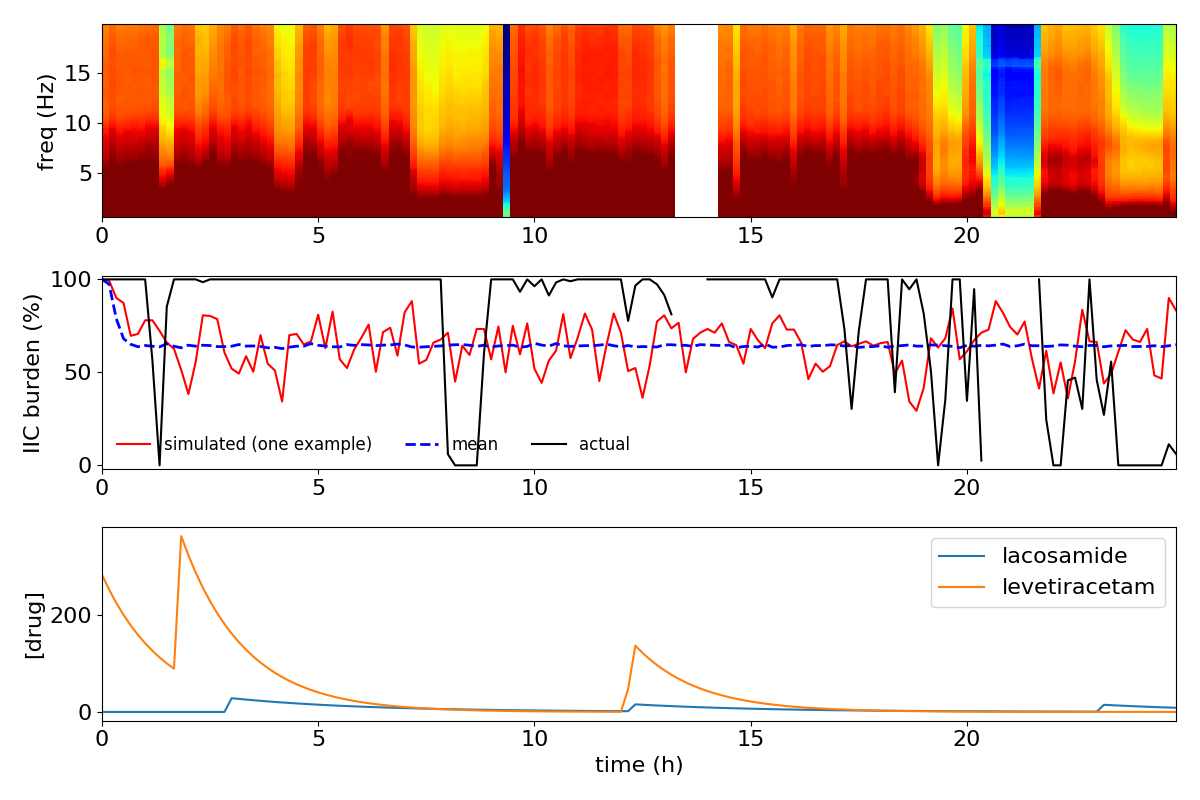 freq (Hz)
15
10
5
0 5 10 15 20
IIC burden (%)
100
50
0
simulated (one example) mean actual
0 5 10 15 20
[drug]
200
0
lacosamide
levetiracetam
0 5 10 15 20
time (h)